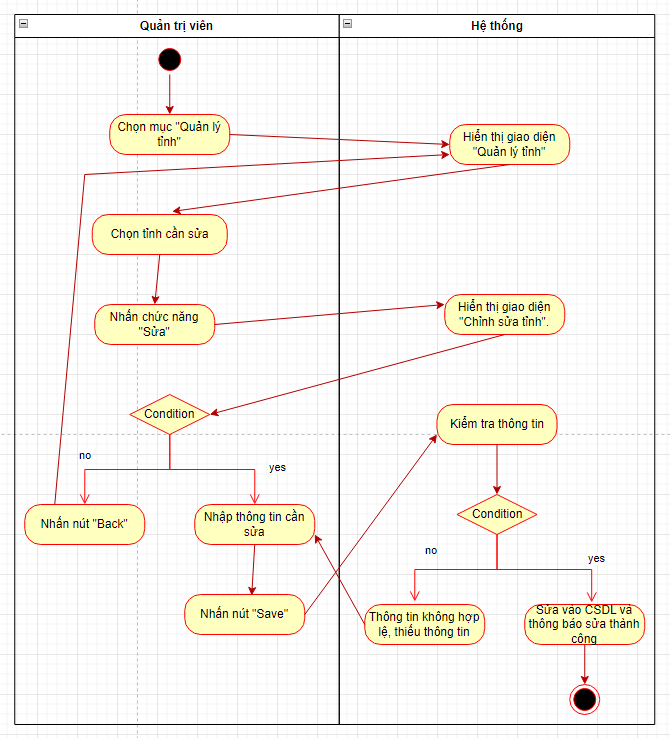 Quản trị viên
Hệ thống
Chọn mục "Quản lý
tỉnh"
Hiển thị giao diện
"Quản lý tỉnh"
Chọn tỉnh cần sửa
Nhấn chức năng
"Sửa"
Hiển thị giao diện
"Chỉnh sửa tỉnh".
Condition
Kiểm tra thông tin
no
yes
Nhấn nút "Back"
Nhập thông tin cần
sửa
Condition
no
yes
Nhấn nút "Save"
Thông tin không hợp
lệ, thiếu thông tin
Sửa vào CSDL và
thông báo sửa thành
công